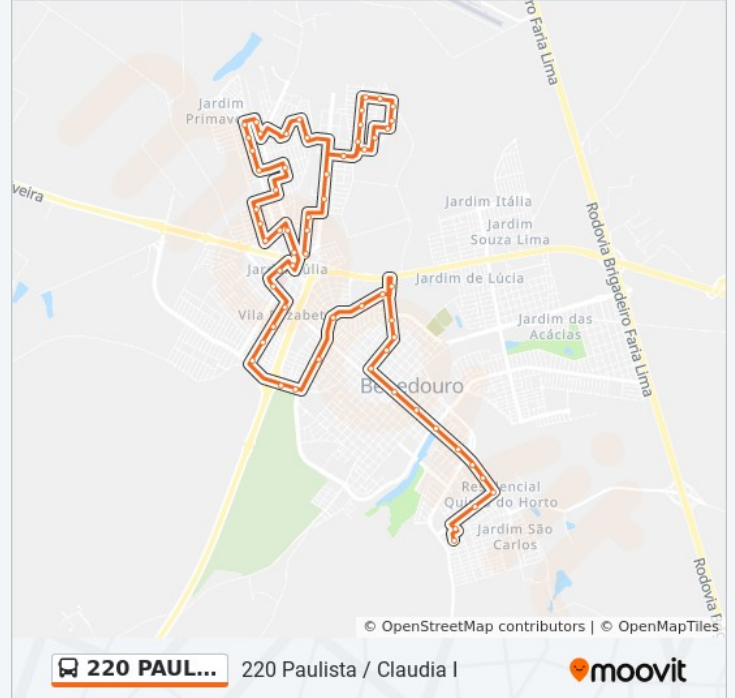 ro Faria Lima
Jardim
Primave
veira
Jardim Itália
Jardim
Souza Lima
Rodovia Brigadeiro Faria Lima
Jardim de Lúcia
Vila
Jardim das
Acácias
Bebedouro
Residencial
do Horto
Jardim São
Carlos
Rodovia
© OpenStreetMap contributors | © OpenMapTiles
220 PAUL...
220 Paulista / Claudia I
moovit